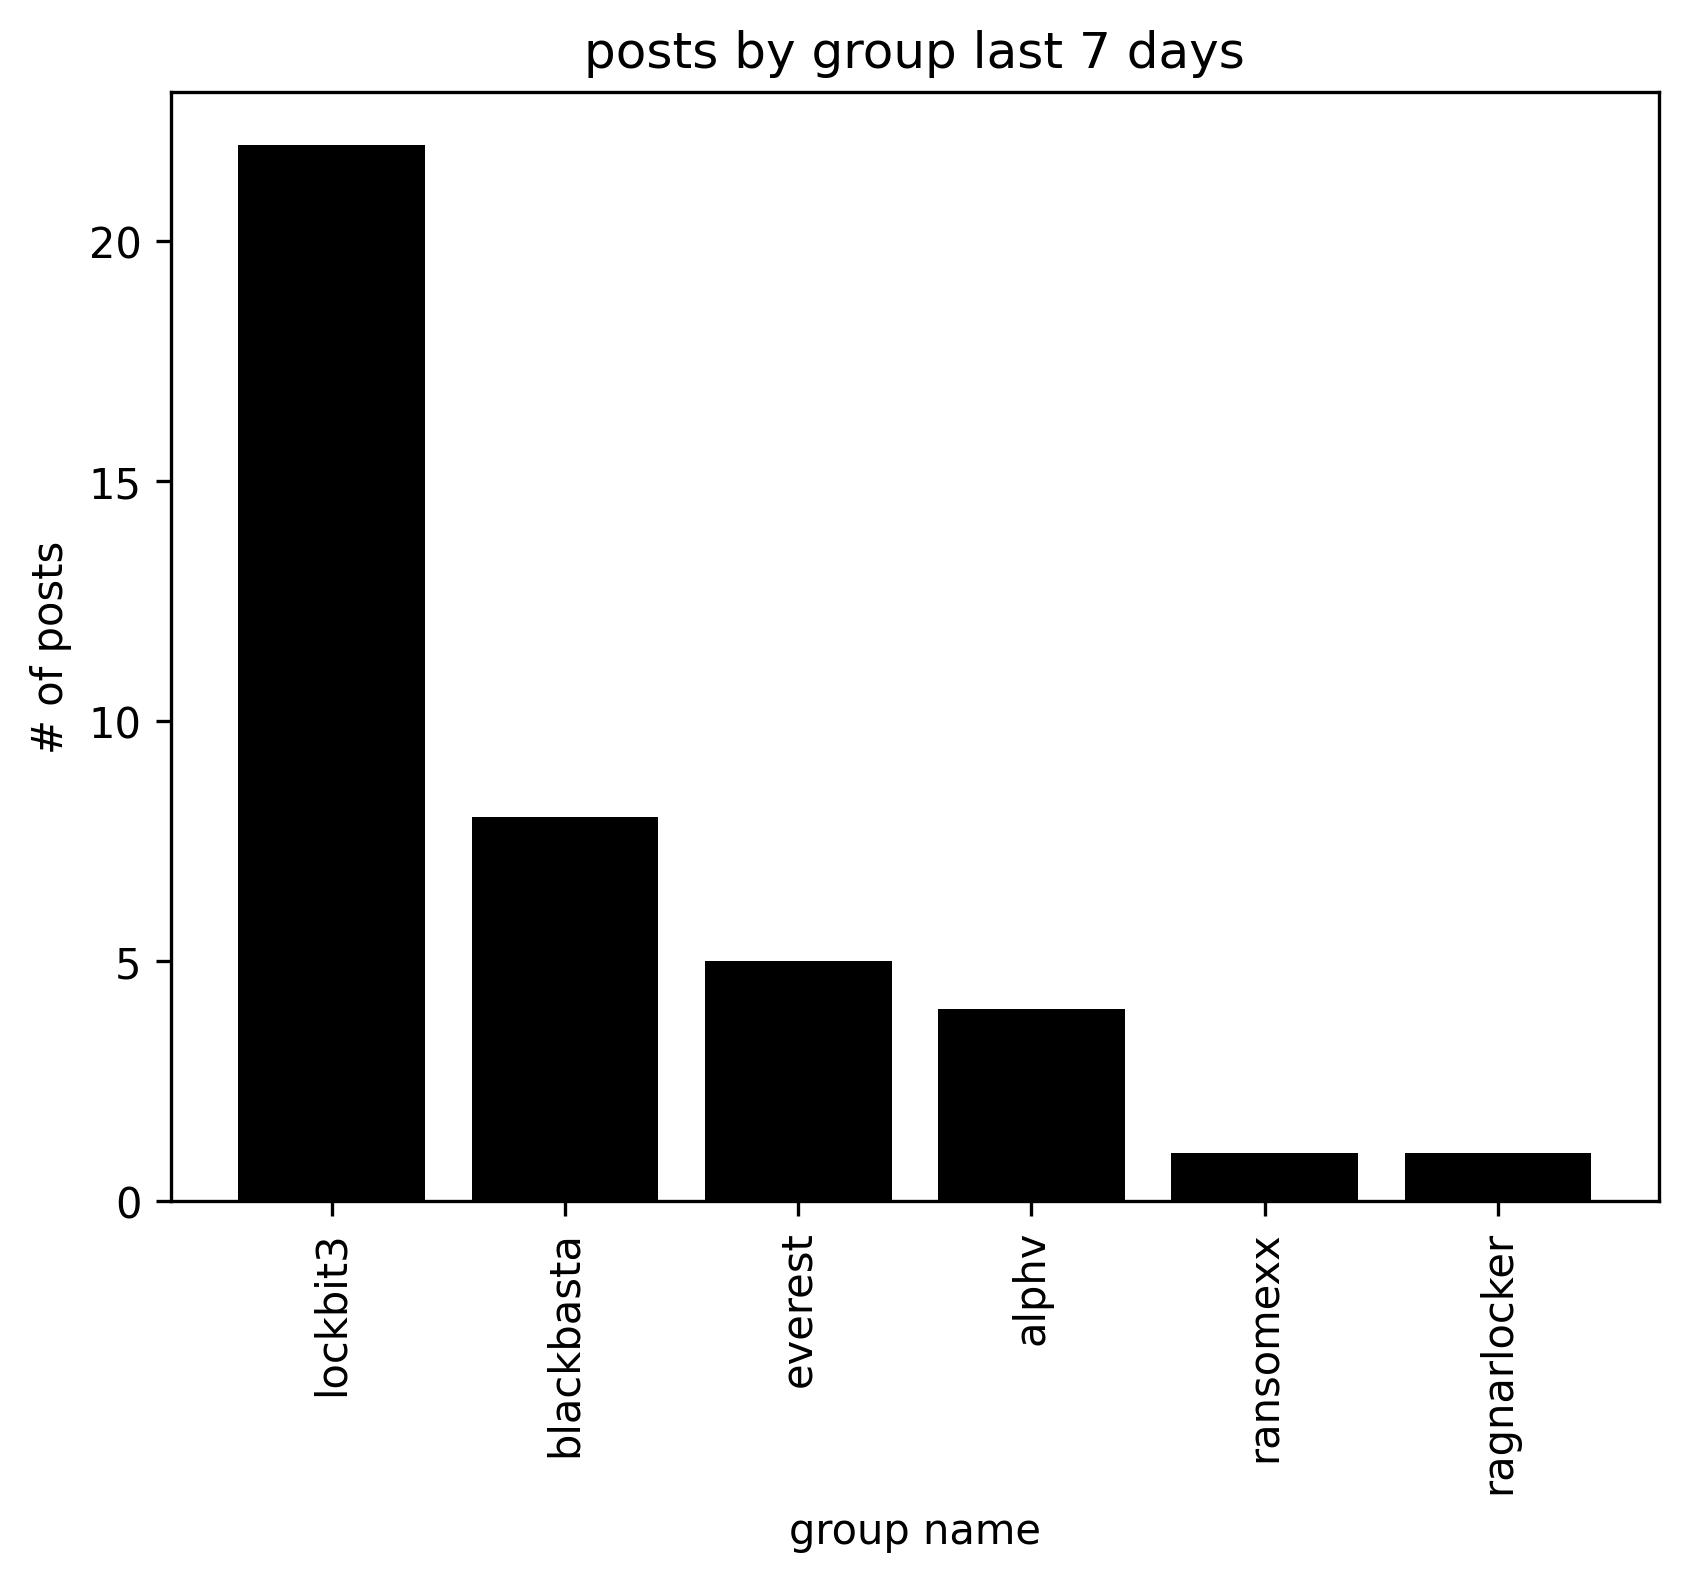 posts by group last 7 days
# of posts
20
15
10
5
0
lockbit3
blackbasta
everest
alphv
ransomexx
ragnarlocker
group name